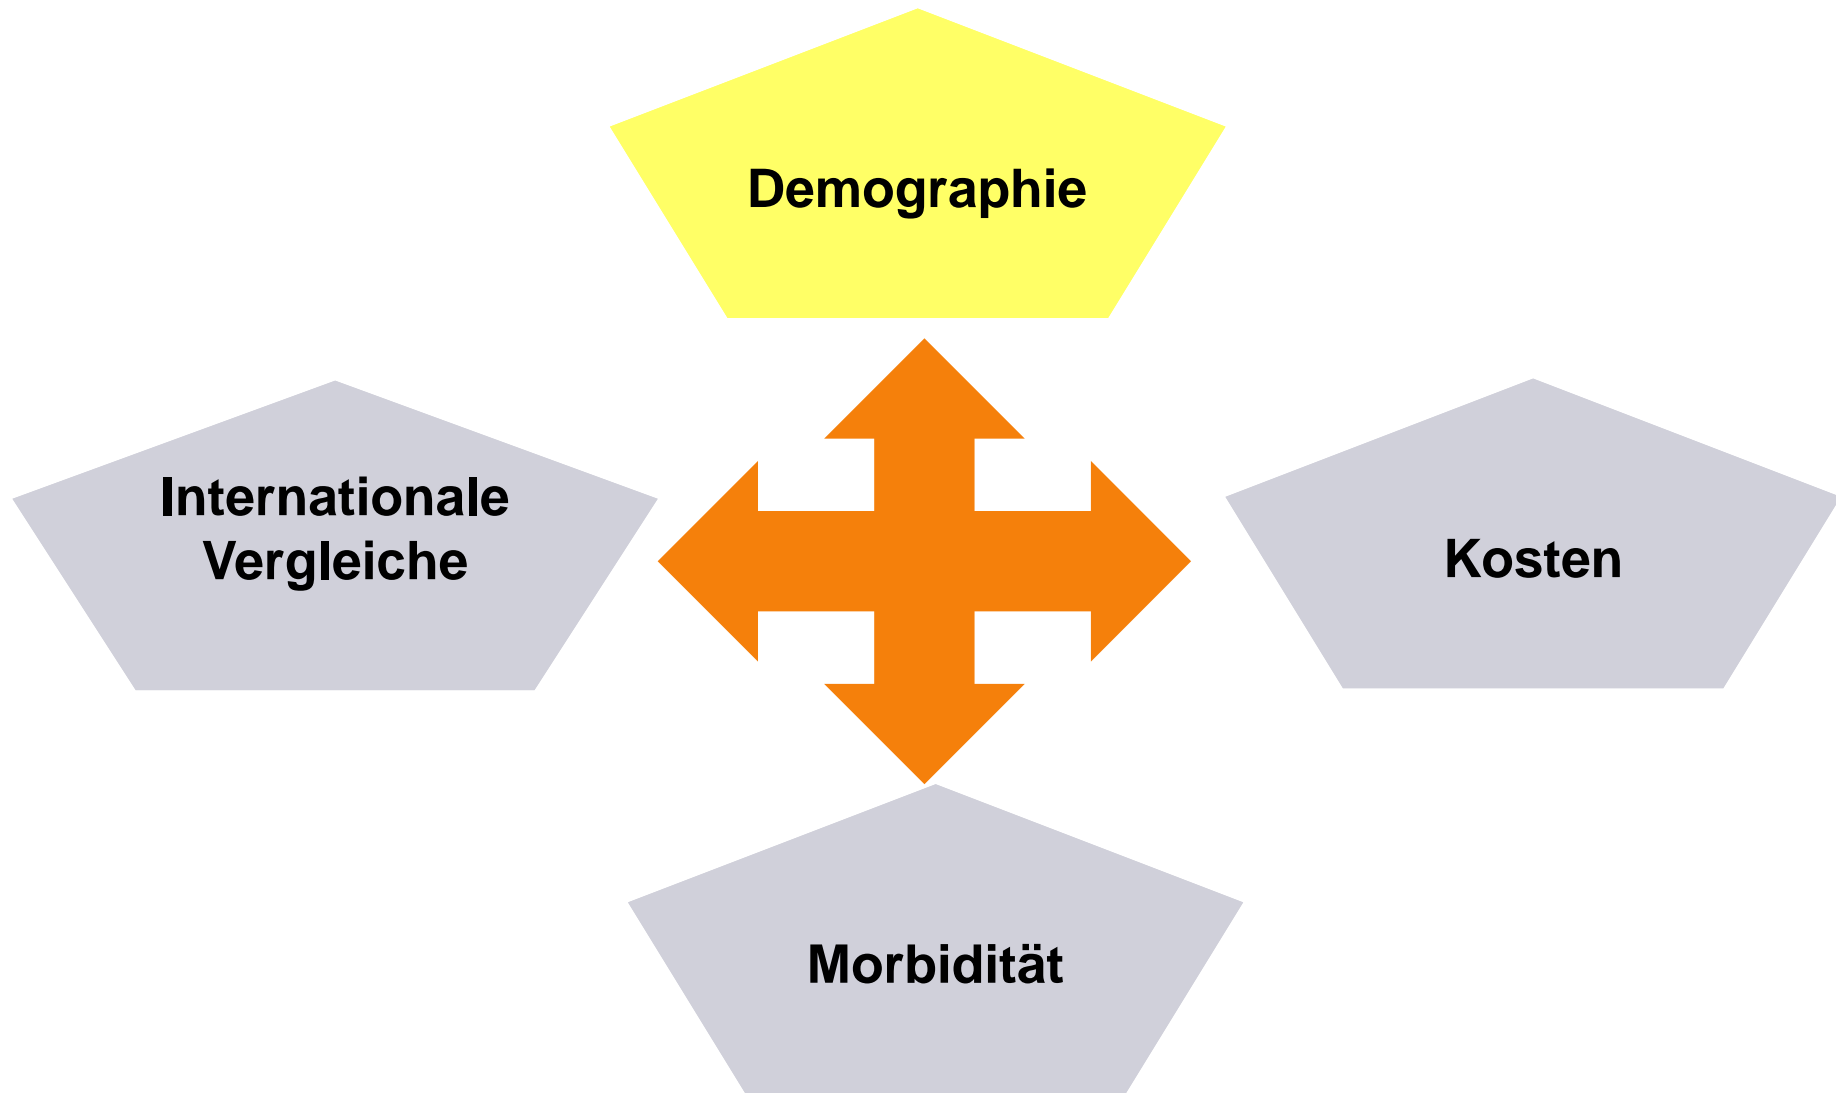 Demographie
Internationale
Vergleiche
Kosten
Morbidität